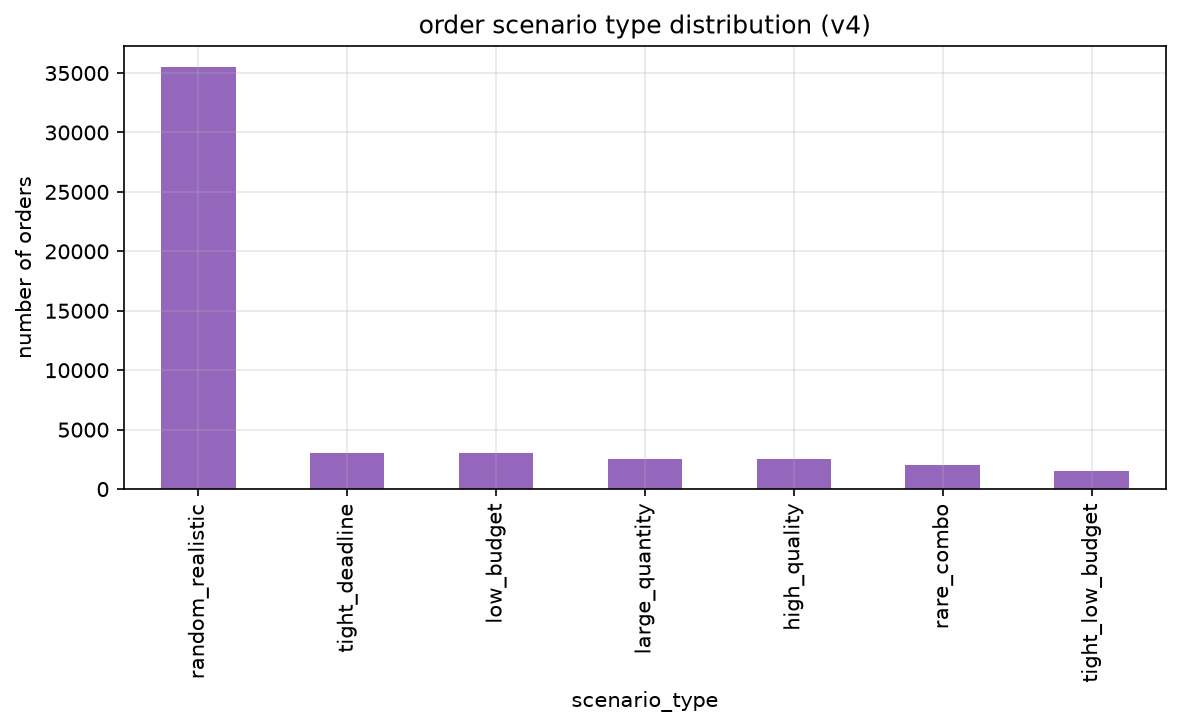 order scenario type distribution (v4)
number of orders
35000
30000
25000
20000
15000
10000
5000
0
random_realistic
tight_deadline
low_budget
large_quantity
high_quality
rare_combo
tight_low_budget
scenario_type